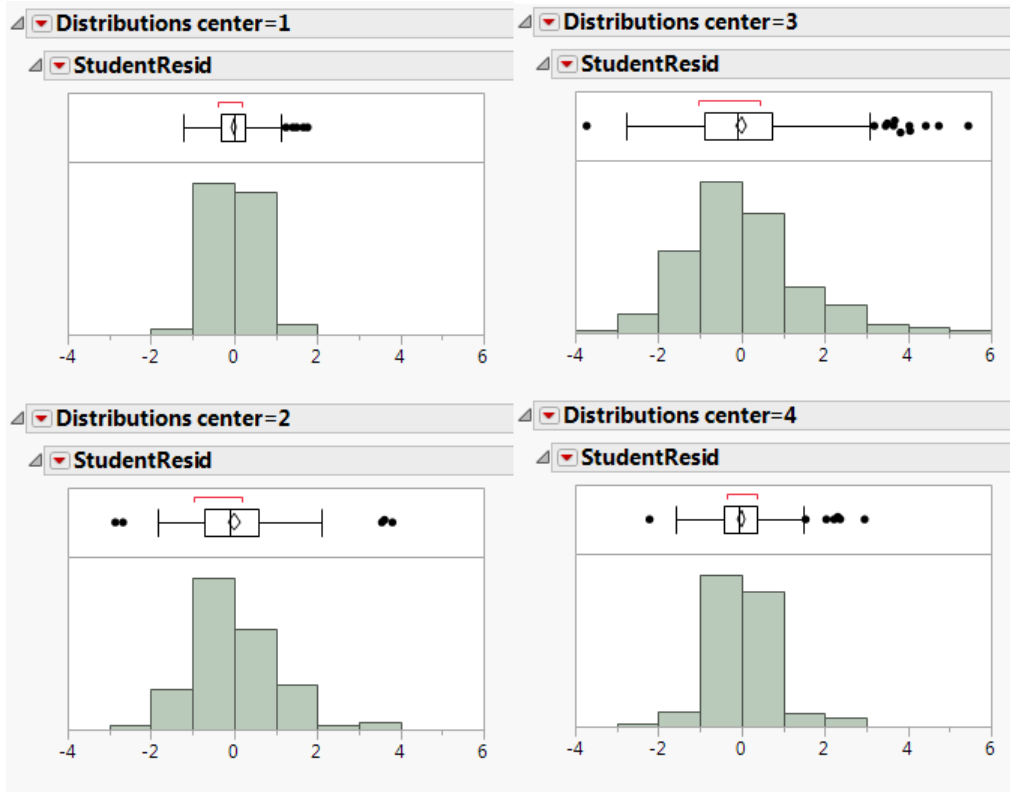 Distributions center=1
StudentResid
-4 -2 0 2 4 6
Distributions center=3
StudentResid
-4 -2 0 2 4 6
Distributions center=2
StudentResid
-4 -2 0 2 4 6
Distributions center=4
StudentResid
-4 -2 0 2 4 6